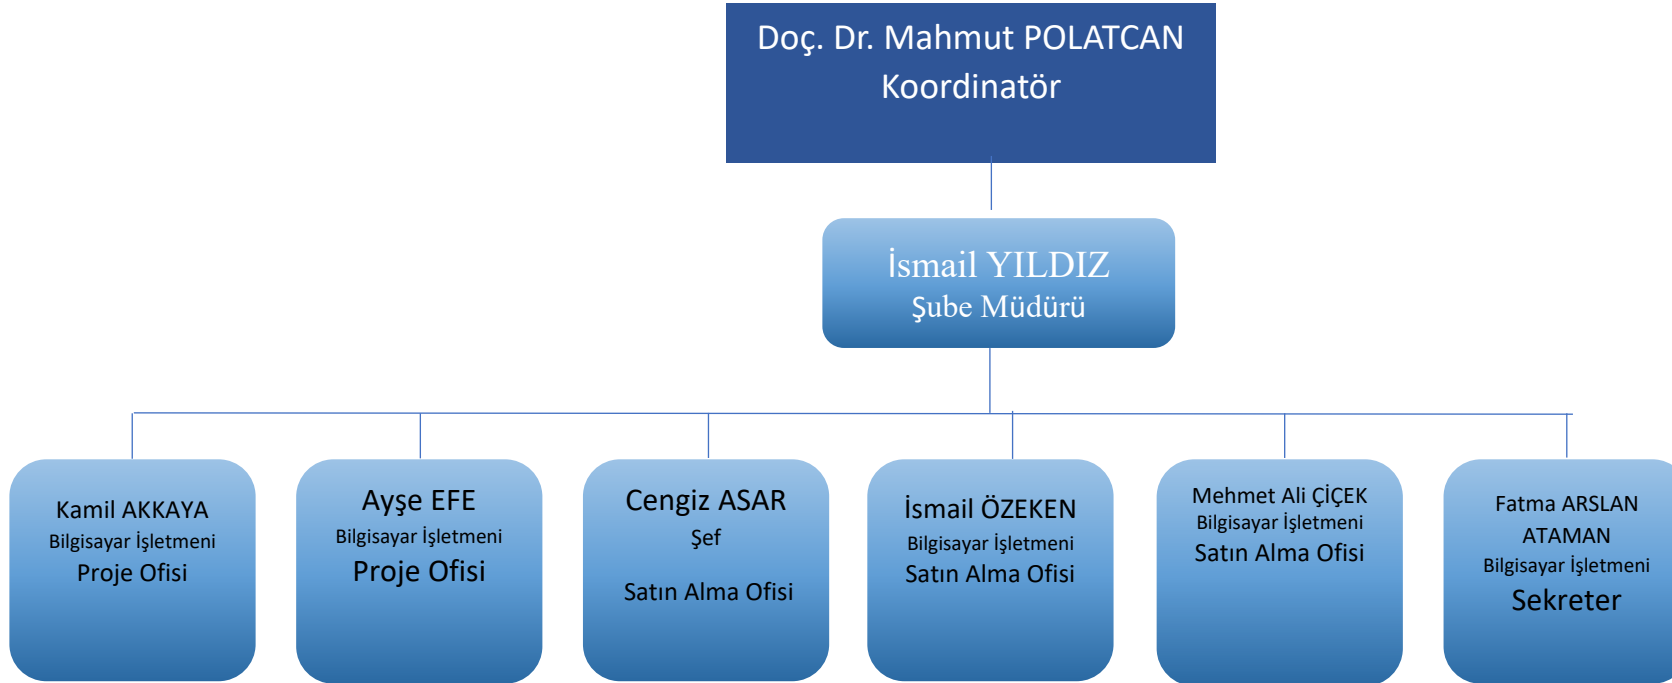 Doç. Dr. Mahmut POLATCAN
Koordinatör
İsmail YILDIZ
Şube Müdürü
Kamil AKKAYA
Bilgisayar İşletmeni
Proje Ofisi
Ayşe EFE
Bilgisayar İşletmeni
Proje Ofisi
Cengiz ASAR
Şef
Satın Alma Ofisi
İsmail ÖZEKEN
Bilgisayar İşletmeni
Satın Alma Ofisi
Mehmet Ali ÇİÇEK
Bilgisayar İşletmeni
Satın Alma Ofisi
Fatma ARSLAN
ATAMAN
Bilgisayar İşletmeni
Sekreter